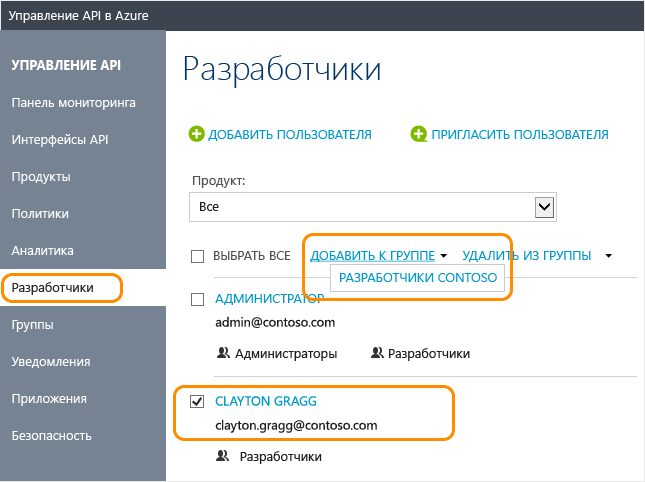 Управление API в Azure
УПРАВЛЕНИЕ API
Панель мониторинга
Интерфейсы API
Продукты
Политики
Аналитика
Разработчики
Группы
Уведомления
Приложения
Безопасность
Разработчики
ДОБАВИТЬ ПОЛЬЗОВАТЕЛЯ ПРИГЛАСИТЬ ПОЛЬЗОВАТЕЛЯ
Продукт:
Все
ВЫБРАТЬ ВСЕ ДОБАВИТЬ К ГРУППЕ УДАЛИТЬ ИЗ ГРУППЫ
РАЗРАБОТЧИКИ CONTOSO
АДМИНИСТРАТОР
admin@contoso.com
Администраторы Разработчики
CLAYTON GRAGG
clayton.gragg@contoso.com
Разработчики